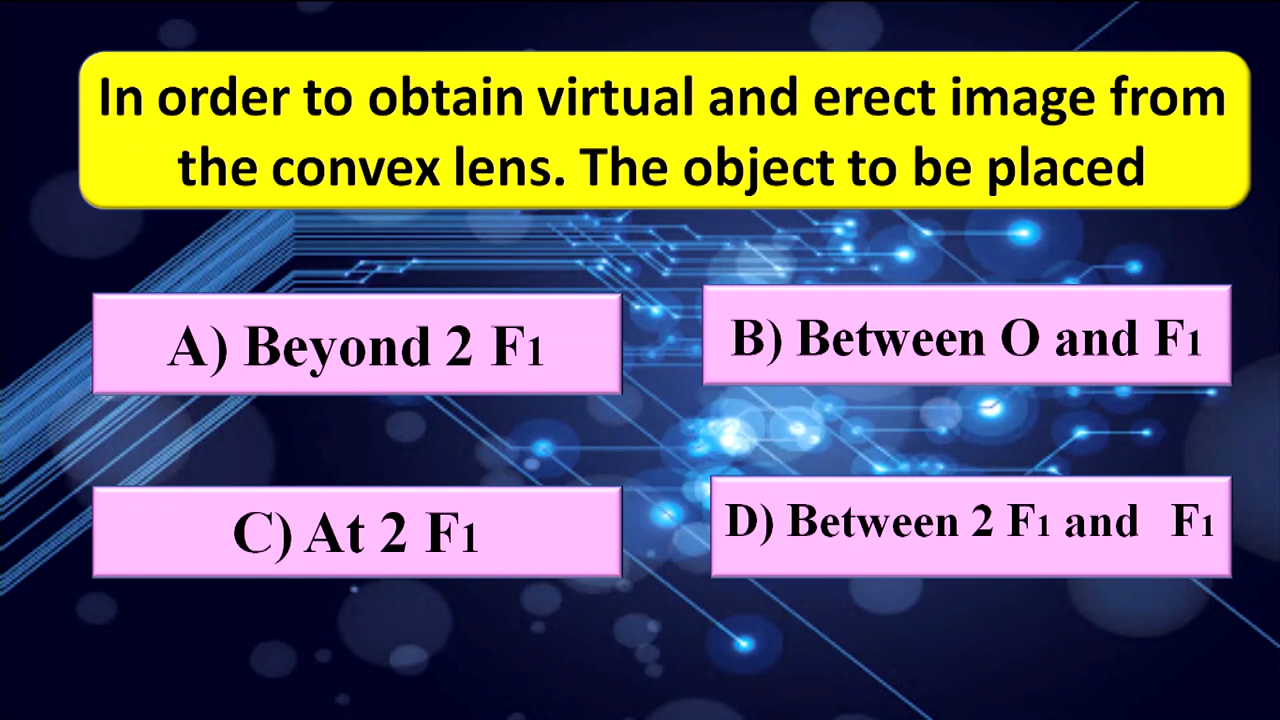 In order to obtain virtual and erect image from
the convex lens. The object to be placed
A) Beyond 2 F1
B) Between O and F1
C) At 2 F1
D) Between 2 F1 and F1